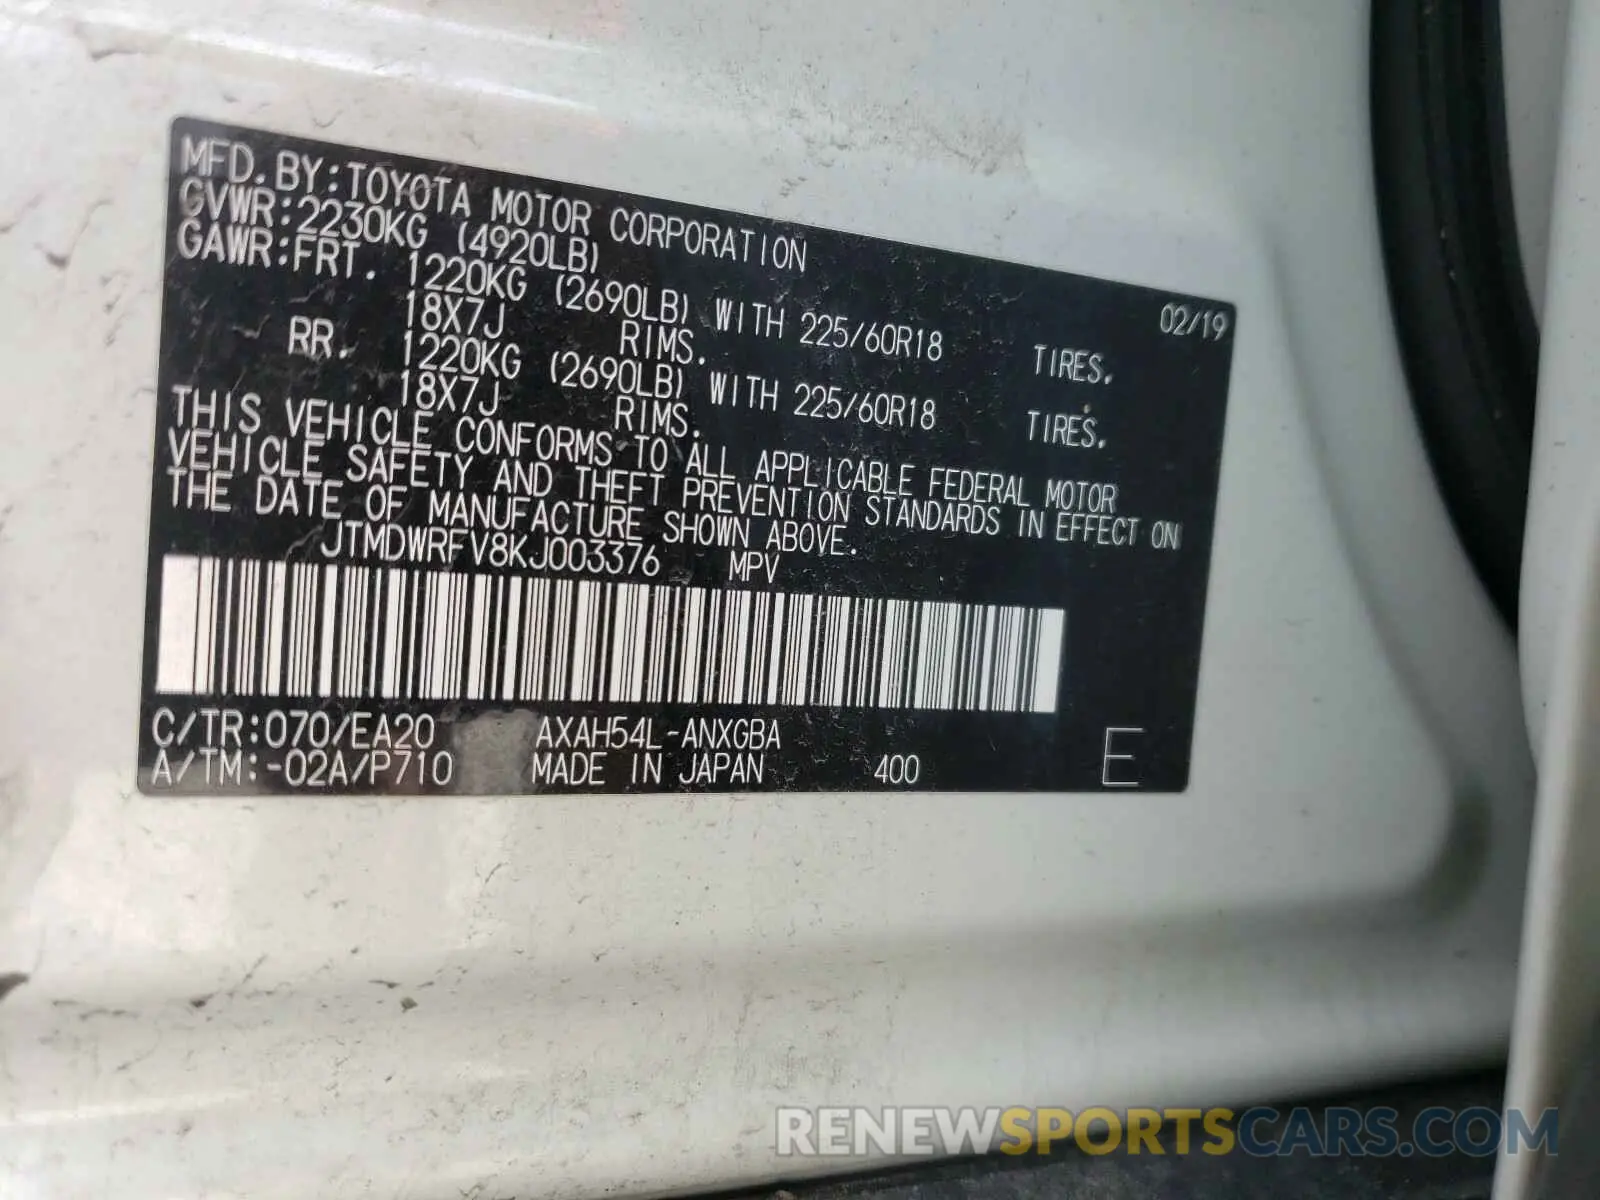 MFD.BY:TOYOTA MOTOR CORPORATION 02/19
GVWR:2230KG (4920LB)
GAWR:FRT. 1220KG (2690LB) WITH 225/60R18 TIRES.
18X7J RIMS.
RR. 1220KG (2690LB) WITH 225/60R18 TIRES.
18X7J RIMS.
THIS VEHICLE CONFORMS TO ALL APPLICABLE FEDERAL MOTOR
VEHICLE SAFETY AND THEFT PREVENTION STANDARDS IN EFFECT ON
THE DATE OF MANUFACTURE SHOWN ABOVE.
JTMDWRFV8KJ003376 MPV
C/TR:070/EA20 AXAH54L-ANXGBA
A/TM:-02A/P710 MADE IN JAPAN 400 E
RENEWSPORTSCARS.COM